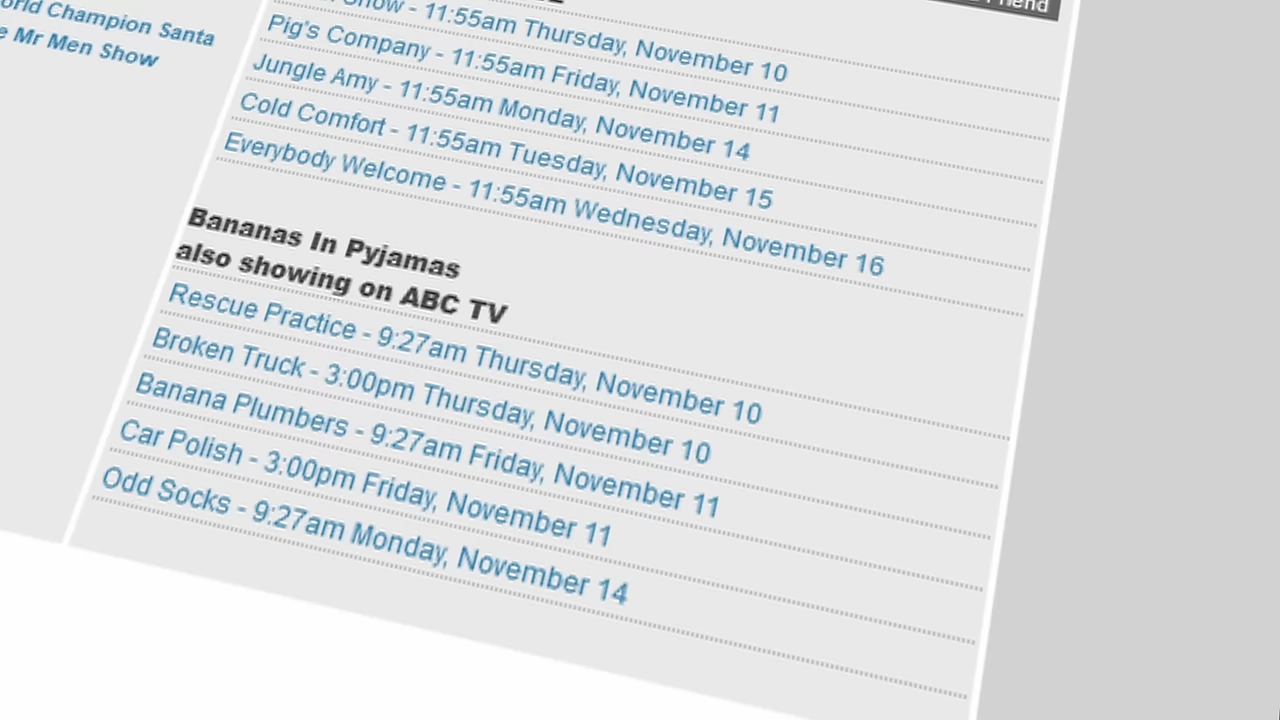 Friend
Show - 11:55am Thursday, November 10
Pig's Company - 11:55am Friday, November 11
Jungle Amy - 11:55am Monday, November 14
Cold Comfort - 11:55am Tuesday, November 15
Everybody Welcome - 11:55am Wednesday, November 16
Champion Santa
Mr Men Show
Bananas In Pyjamas
also showing on ABC TV
Rescue Practice - 9:27am Thursday, November 10
Broken Truck - 3:00pm Thursday, November 10
Banana Plumbers - 9:27am Friday, November 11
Car Polish - 3:00pm Friday, November 11
Odd Socks - 9:27am Monday, November 14